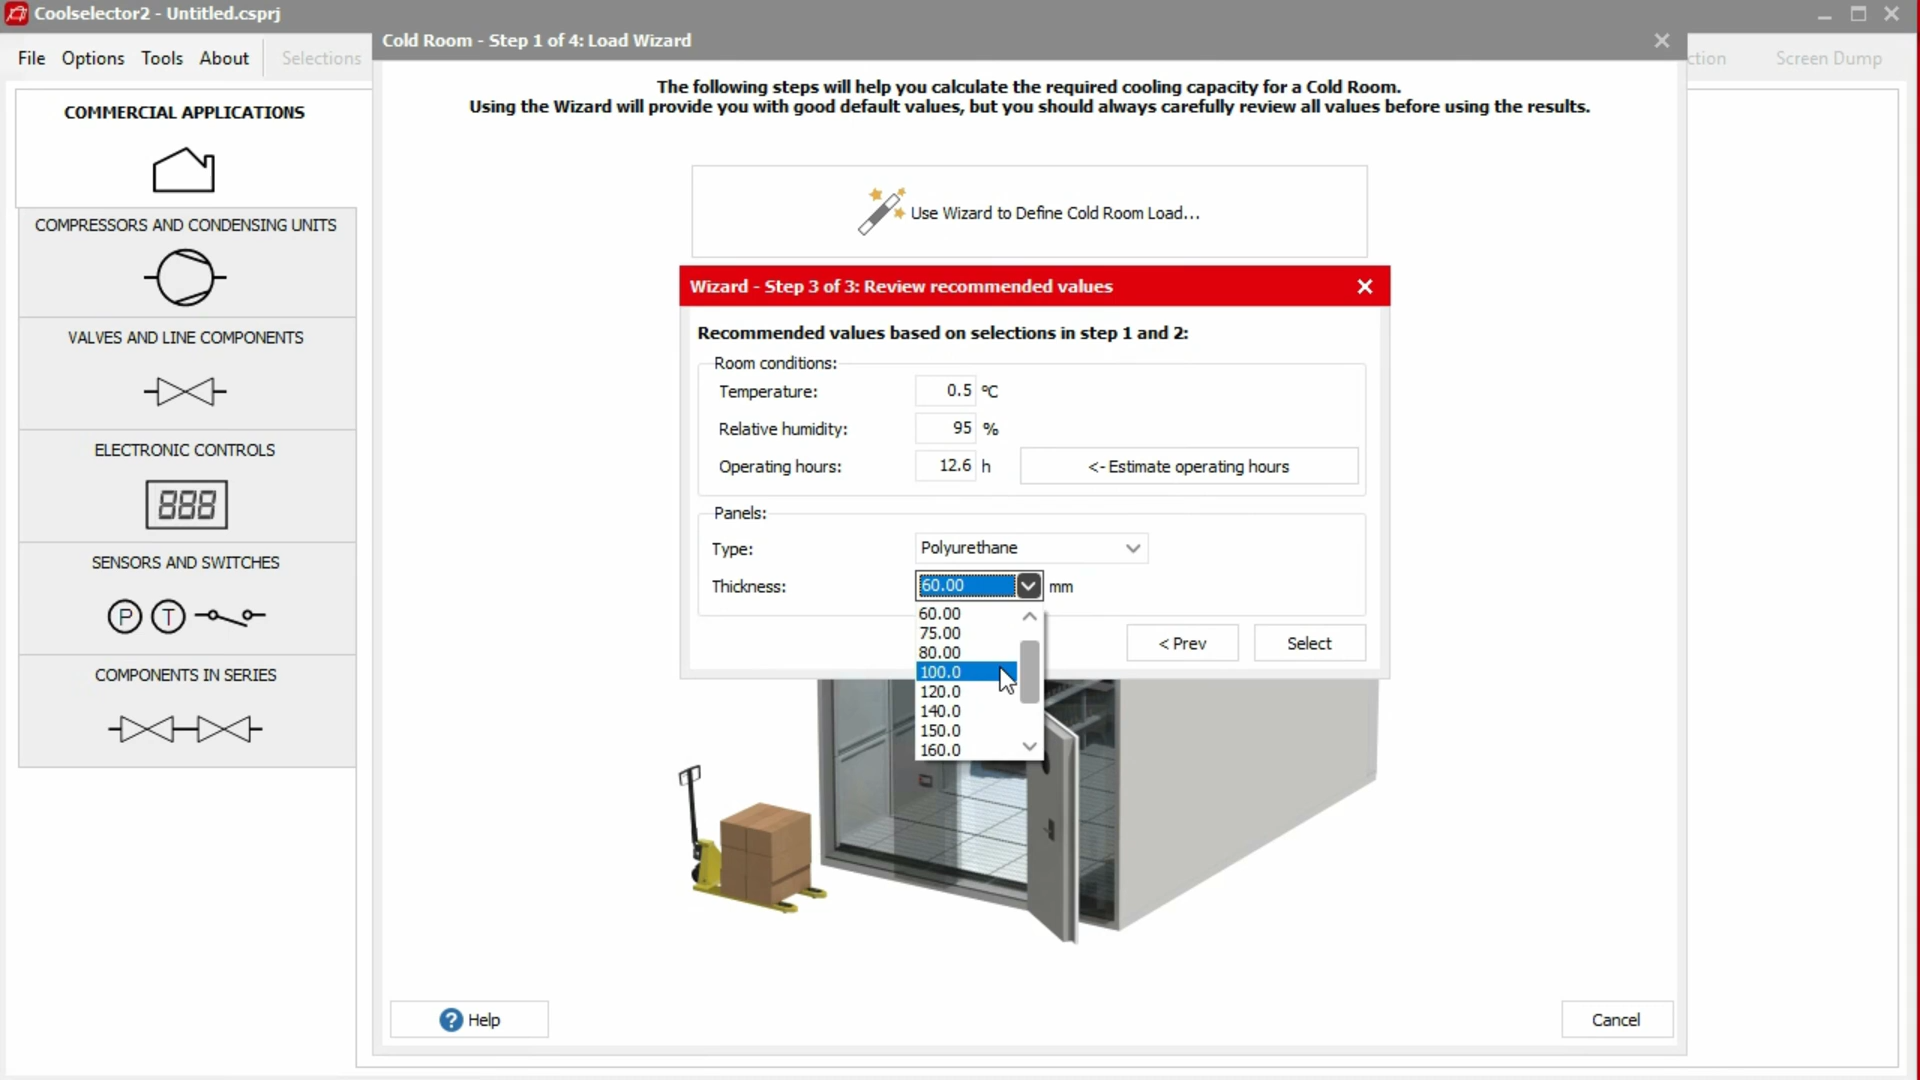 Coolselector2 - Untitled.csprj
File Options Tools About Selections
Cold Room - Step 1 of 4: Load Wizard
Screen Dump
COMMERCIAL APPLICATIONS
COMPRESSORS AND CONDENSING UNITS
VALVES AND LINE COMPONENTS
ELECTRONIC CONTROLS
888
SENSORS AND SWITCHES
P T
COMPONENTS IN SERIES
The following steps will help you calculate the required cooling capacity for a Cold Room.
Using the Wizard will provide you with good default values, but you should always carefully review all values before using the results.
Use Wizard to Define Cold Room Load...
Wizard - Step 3 of 3: Review recommended values
Recommended values based on selections in step 1 and 2:
Room conditions:
Temperature: 0.5 ºC
Relative humidity: 95 %
Operating hours: 12.6 h <- Estimate operating hours
Panels:
Type: Polyurethane
Thickness: 60.00 mm
60.00
75.00
80.00
100.0
120.0
140.0
150.0
160.0
< Prev Select
? Help
Cancel